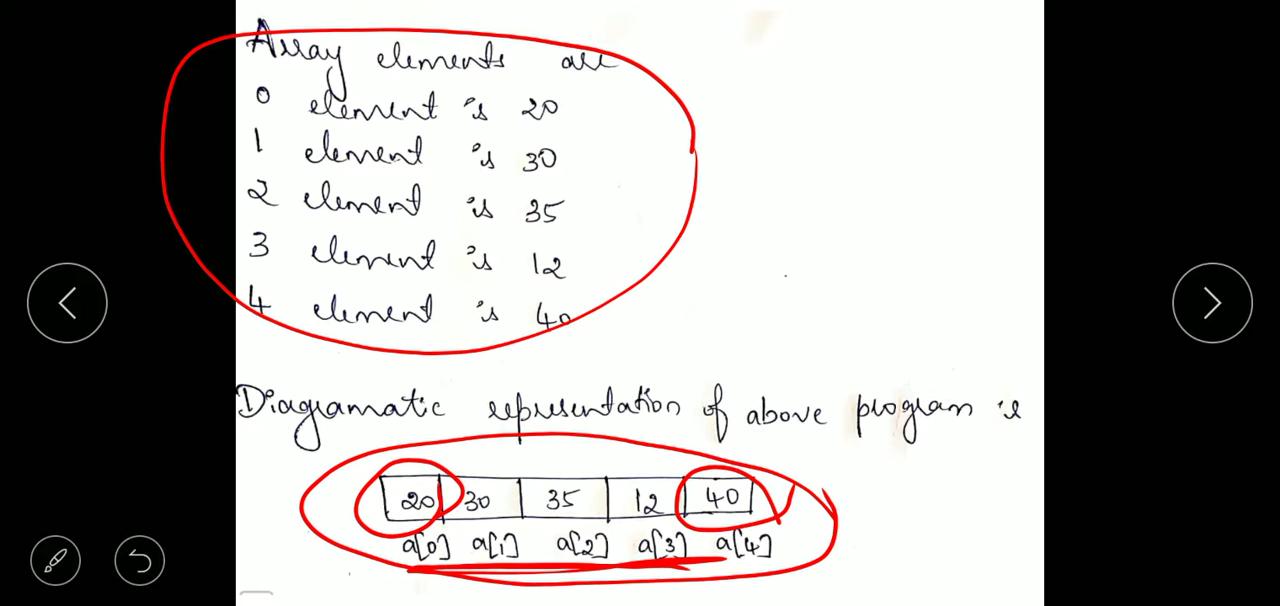 Array elements are
0 element is 20
1 element is 30
2 element is 35
3 element is 12
4 element is 40
Diagramatic representation of above program is
20 30 35 12 40
a[0] a[1] a[2] a[3] a[4]